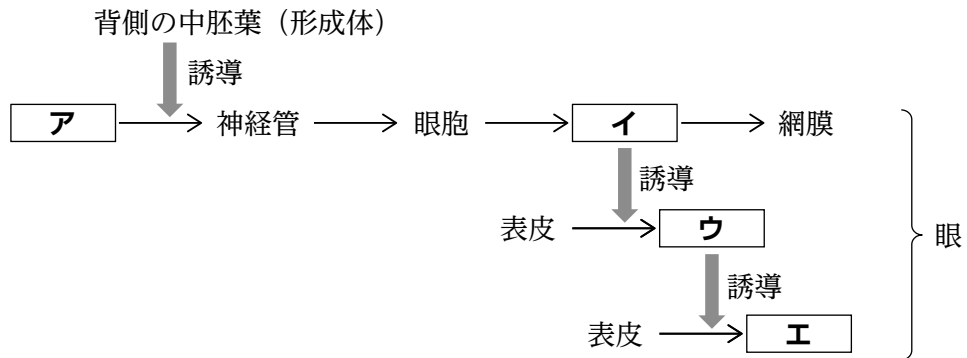 背側の中胚葉（形成体）
誘導
ア 神経管 眼胞 イ 網膜
誘導
表皮 ウ 眼
誘導
表皮 エ